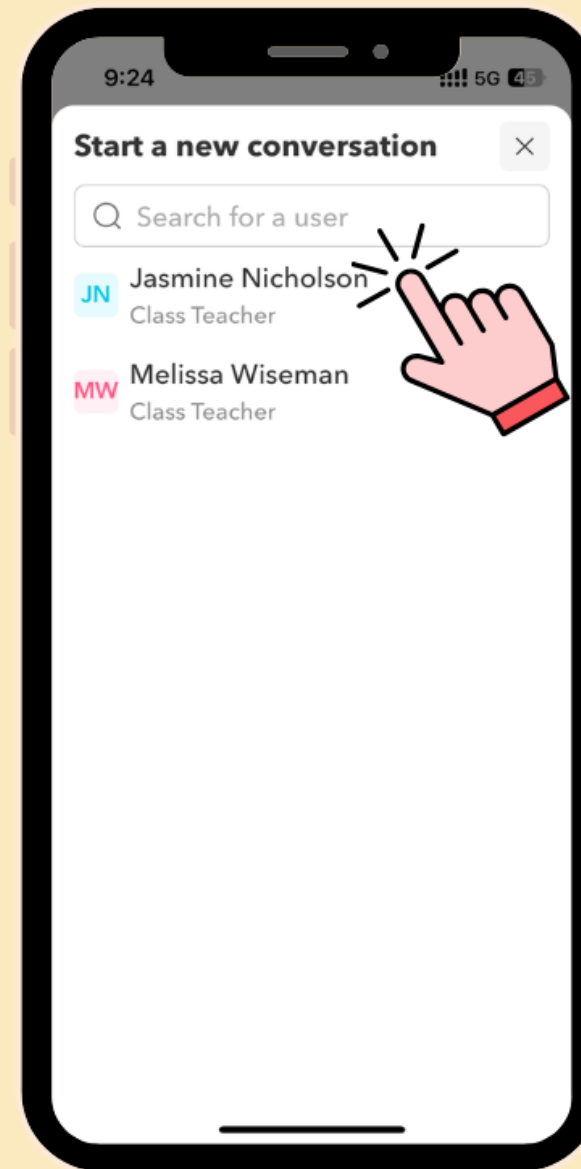 9:24
5G 45
Start a new conversation
Search for a user
JN
Jasmine Nicholson
Class Teacher
MW
Melissa Wiseman
Class Teacher